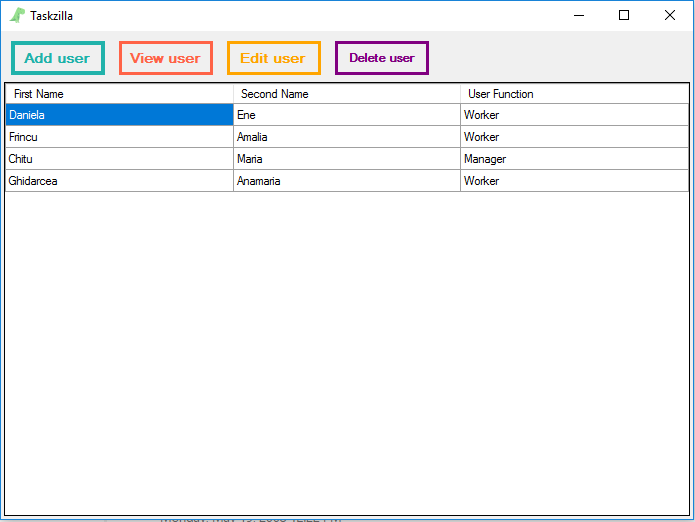 Taskzilla
Add user View user Edit user Delete user
First Name Second Name User Function
Daniela Ene Worker
Frincu Amalia Worker
Chitu Maria Manager
Ghidarcea Anamaria Worker